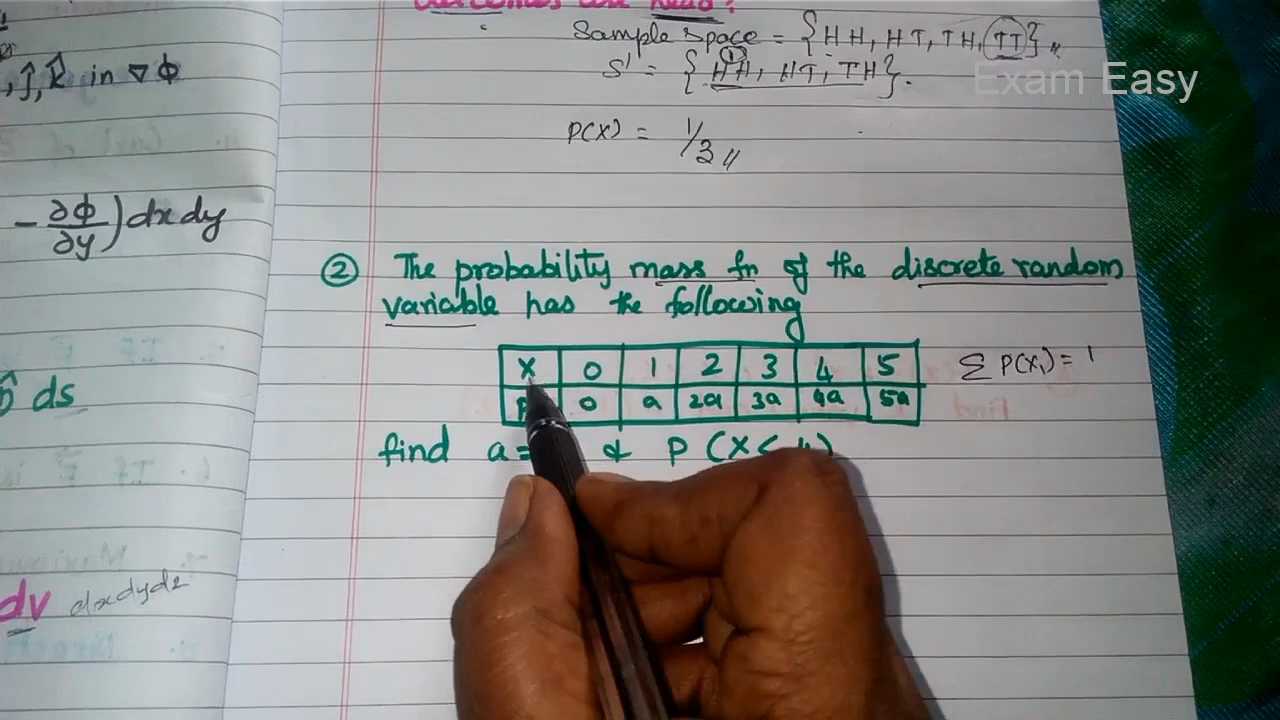 Sample space = {HH, HT, TH, TT}
S' = {HH, HT, TH}.
Exam Easy
P(X) = 1/3
in ∇ϕ
- ∂ϕ/∂y) dx dy
② The probability mass fn of the discrete random
variable has the following
X 0 1 2 3 4 5
0 a 2a 3a 4a 5a
Σ P(Xi) = 1
find a= & P(X<
ds
dv dxdydz